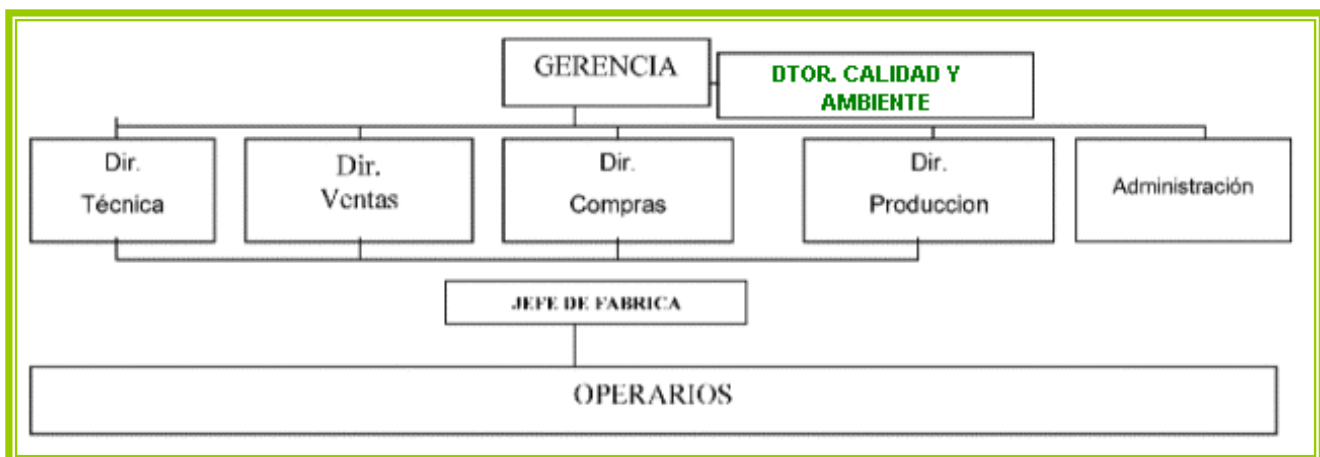 GERENCIA
DTOR. CALIDAD Y
AMBIENTE
Dir.
Técnica
Dir.
Ventas
Dir.
Compras
Dir.
Produccion
Administración
JEFE DE FABRICA
OPERARIOS